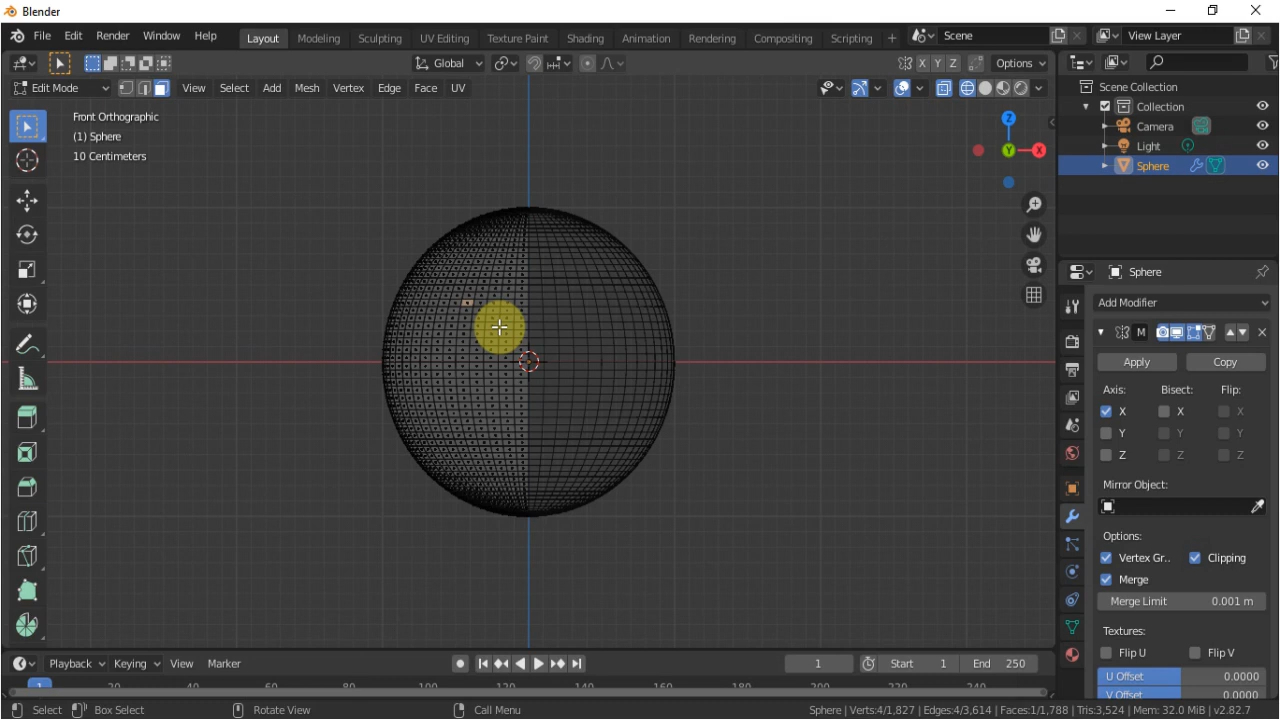 Blender
File Edit Render Window Help Layout Modeling Sculpting UV Editing Texture Paint Shading Animation Rendering Compositing Scripting + Scene View Layer
Global X Y Z Options
Edit Mode View Select Add Mesh Vertex Edge Face UV
Front Orthographic
(1) Sphere
10 Centimeters
Z
Y
X
Scene Collection
Collection
Camera
Light
Sphere
Sphere
Add Modifier
M
Apply Copy
Axis: Bisect: Flip:
X X X
Y Y Y
Z Z Z
Mirror Object:
Options:
Vertex Gr.. Clipping
Merge
Merge Limit 0.001 m
Textures:
Flip U Flip V
U Offset 0.0000
V Offset 0.0000
Playback Keying View Marker 1 Start 1 End 250
1 20 40 60 80 100 120 140 160 180 200 220 240
Select Box Select Rotate View Call Menu Sphere | Verts:4/1,827 | Edges:4/3,614 | Faces:1/1,788 | Tris:3,524 | Mem: 32.0 MiB | v2.82.7